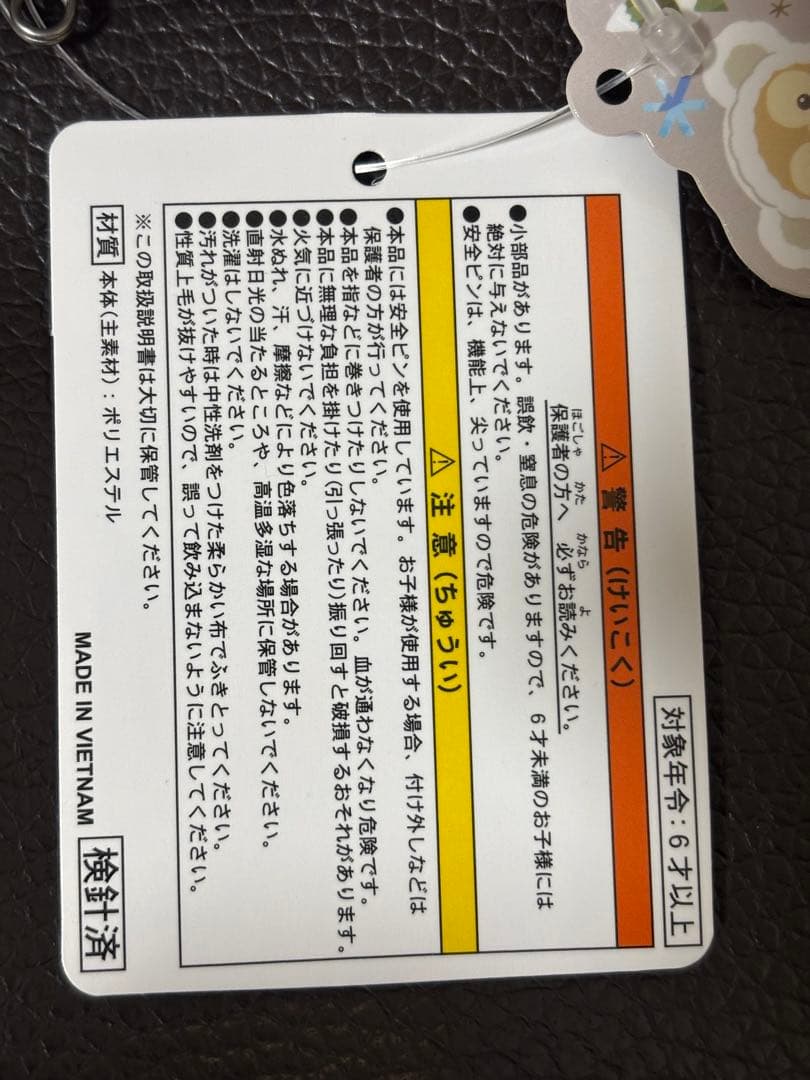 対象年令：6才以上
⚠警告(けいこく)
ほごしゃ かた かなら よ
保護者の方へ 必ずお読みください。
●小部品があります。誤飲・窒息の危険がありますので、6才未満のお子様には
絶対に与えないでください。
●安全ピンは、機能上、尖っていますので危険です。
⚠注意(ちゅうい)
●本品には安全ピンを使用しています。お子様が使用する場合、付け外しなどは
保護者の方が行ってください。
●本品を指などに巻きつけたりしないでください。血が通わなくなり危険です。
●本品に無理な負担を掛けたり(引っ張ったり)振り回すと破損するおそれがあります。
●火気に近づけないでください。
●水ぬれ、汗、摩擦などにより色落ちする場合があります。
●直射日光の当たるところや、高温多湿な場所に保管しないでください。
●洗濯はしないでください。
●汚れがついた時は中性洗剤をつけた柔らかい布でふきとってください。
●性質上毛が抜けやすいので、誤って飲み込まないように注意してください。
※この取扱説明書は大切に保管してください。
材質 本体(主素材)：ポリエステル
MADE IN VIETNAM 検針済